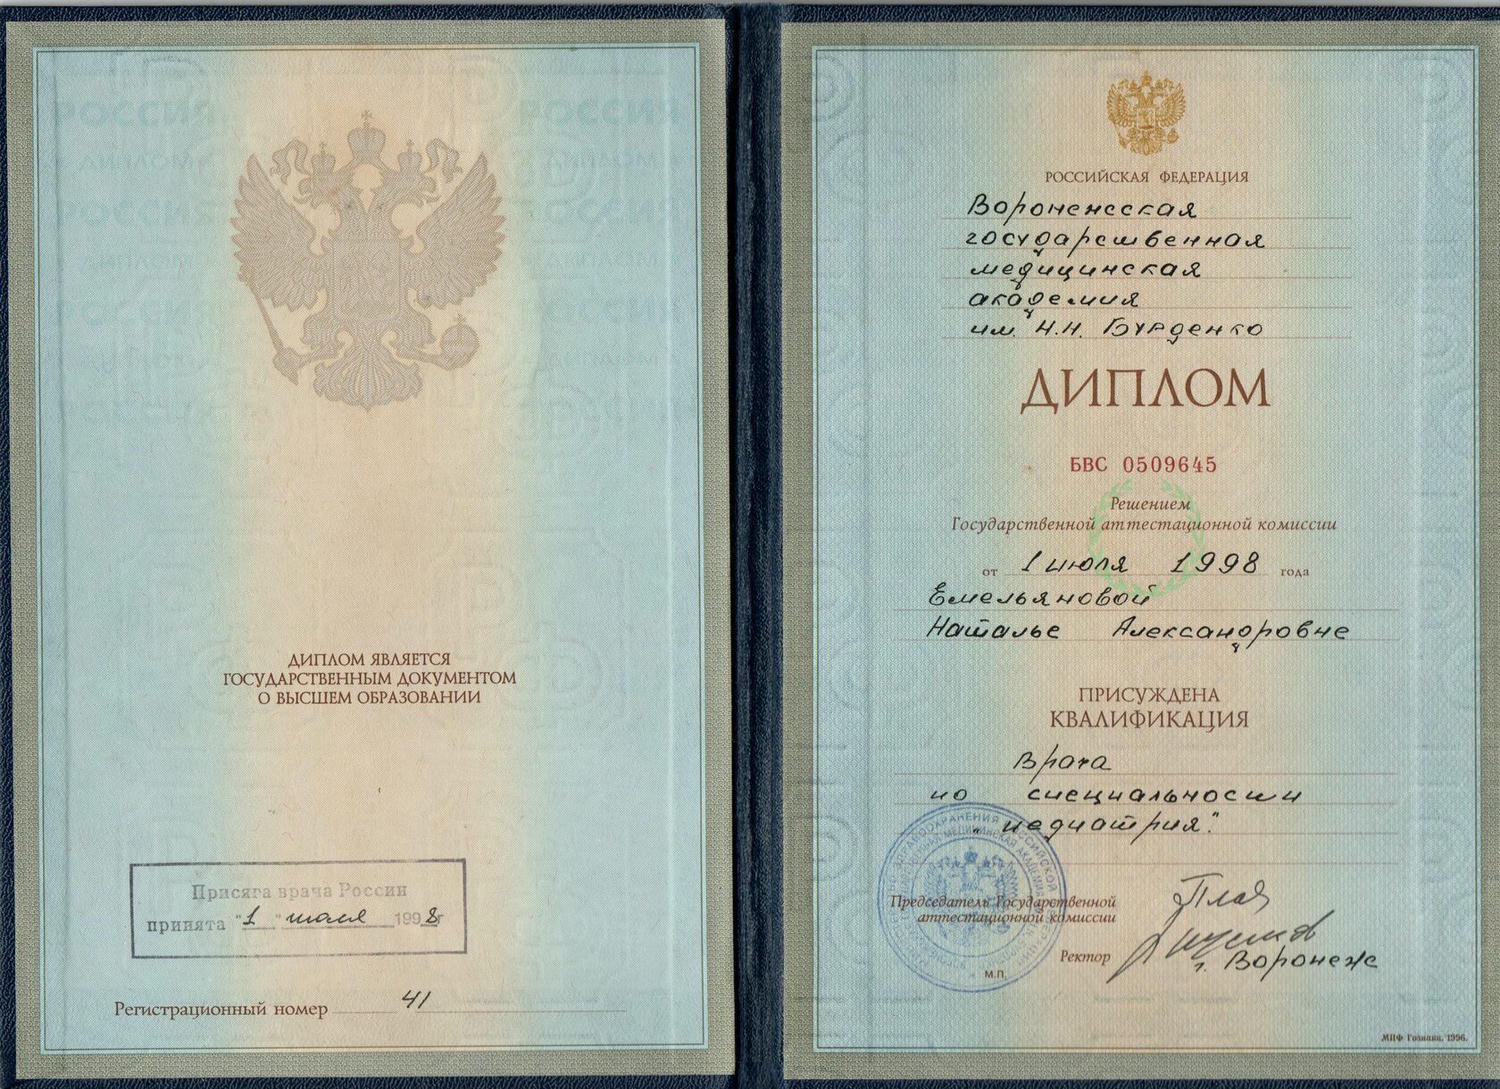 ДИПЛОМ ЯВЛЯЕТСЯ
ГОСУДАРСТВЕННЫМ ДОКУМЕНТОМ
О ВЫСШЕМ ОБРАЗОВАНИИ
Присяга врача России
принята "1" июля 1998г
Регистрационный номер 41
РОССИЙСКАЯ ФЕДЕРАЦИЯ
Воронежская
государственная
медицинская
академия
им. Н.Н. Бурденко
ДИПЛОМ
БВС 0509645
Решением
Государственной аттестационной комиссии
от 1 июля 1998 года
Емельяновой
Наталье Александровне
ПРИСУЖДЕНА
КВАЛИФИКАЦИЯ
Врача
по специальности
"педиатрия".
Председатель Государственной
аттестационной комиссии
Ректор
г. Воронеж
М.П.
МПФ Гознака. 1996.